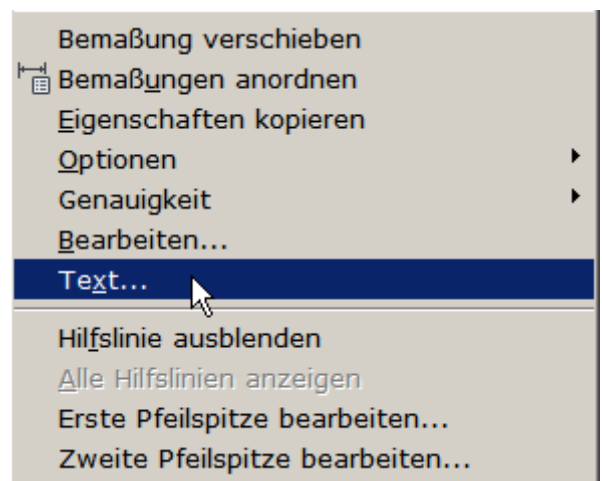 Bemaßung verschieben
Bemaßungen anordnen
Eigenschaften kopieren
Optionen
Genauigkeit
Bearbeiten...
Text...
Hilfslinie ausblenden
Alle Hilfslinien anzeigen
Erste Pfeilspitze bearbeiten...
Zweite Pfeilspitze bearbeiten...